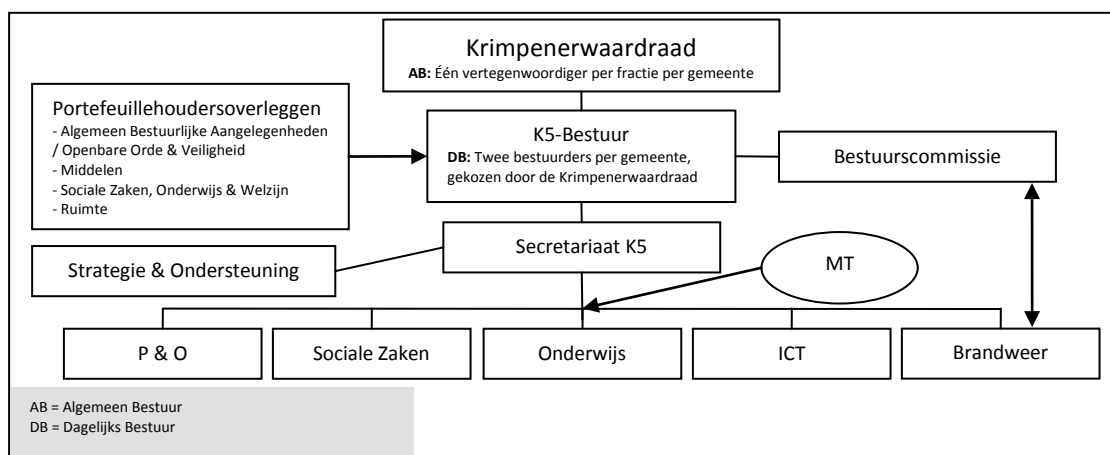 Krimpenerwaardraad
AB: Één vertegenwoordiger per fractie per gemeente
Portefeuillehoudersoverleggen
- Algemeen Bestuurlijke Aangelegenheden
/ Openbare Orde & Veiligheid
- Middelen
- Sociale Zaken, Onderwijs & Welzijn
- Ruimte
K5-Bestuur
DB: Twee bestuurders per gemeente,
gekozen door de Krimpenerwaardraad
Bestuurscommissie
Secretariaat K5
Strategie & Ondersteuning
MT
P & O
Sociale Zaken
Onderwijs
ICT
Brandweer
AB = Algemeen Bestuur
DB = Dagelijks Bestuur